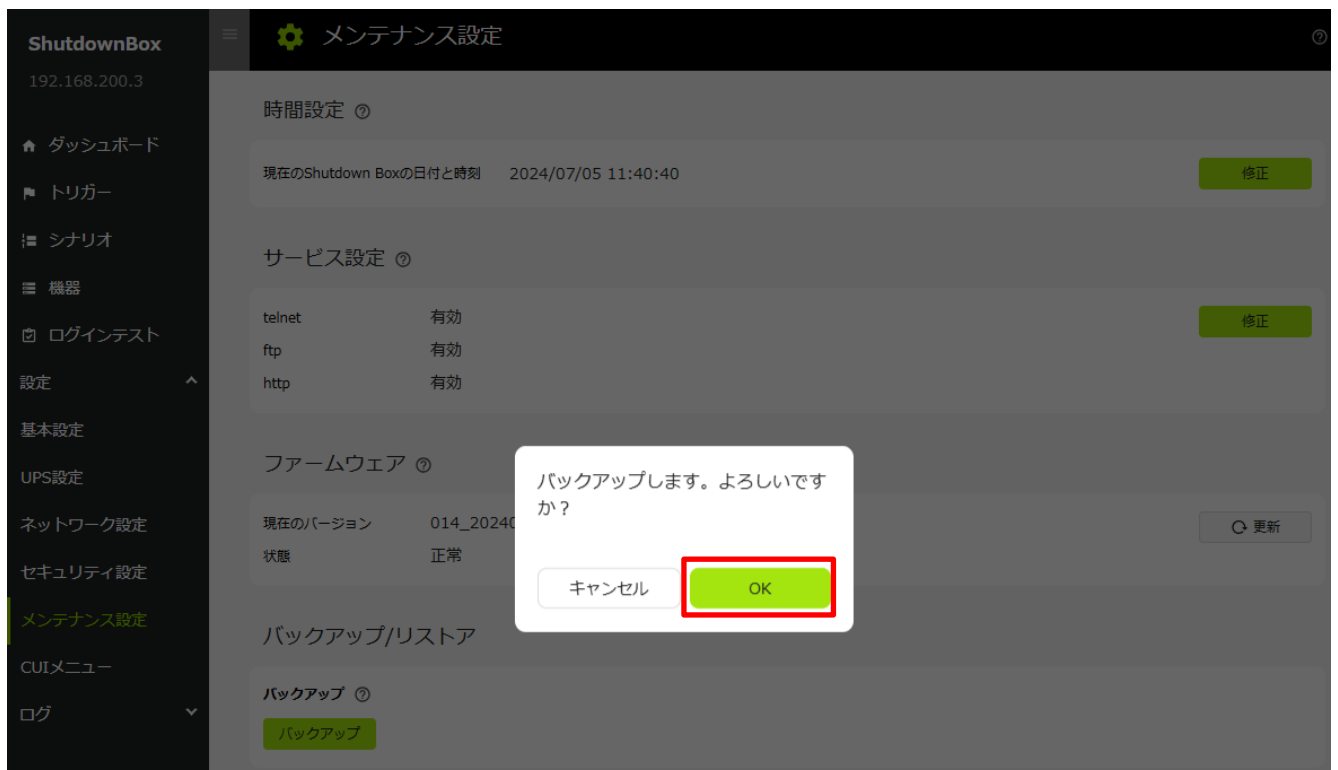 ShutdownBox
192.168.200.3
ダッシュボード
トリガー
シナリオ
機器
ログインテスト
設定
基本設定
UPS設定
ネットワーク設定
セキュリティ設定
メンテナンス設定
CUIメニュー
ログ
メンテナンス設定
時間設定
現在のShutdown Boxの日付と時刻 2024/07/05 11:40:40 修正
サービス設定
telnet 有効 修正
ftp 有効
http 有効
ファームウェア
現在のバージョン 014_20240 更新
状態 正常
バックアップします。よろしいです
か？
キャンセル OK
バックアップ/リストア
バックアップ
バックアップ